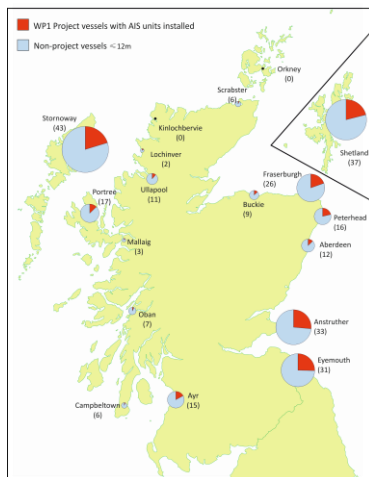 WP1 Project vessels with AIS units installed
Non-project vessels ⩽ 12m
Orkney
(0)
Scrabster
(6)
Stornoway
(43)
Kinlochbervie
(0)
Shetland
(37)
Lochinver
(2)
Ullapool
(11)
Fraserburgh
(26)
Portree
(17)
Buckie
(9)
Peterhead
(16)
Mallaig
(3)
Aberdeen
(12)
Oban
(7)
Anstruther
(33)
Eyemouth
(31)
Campbeltown
(6)
Ayr
(15)